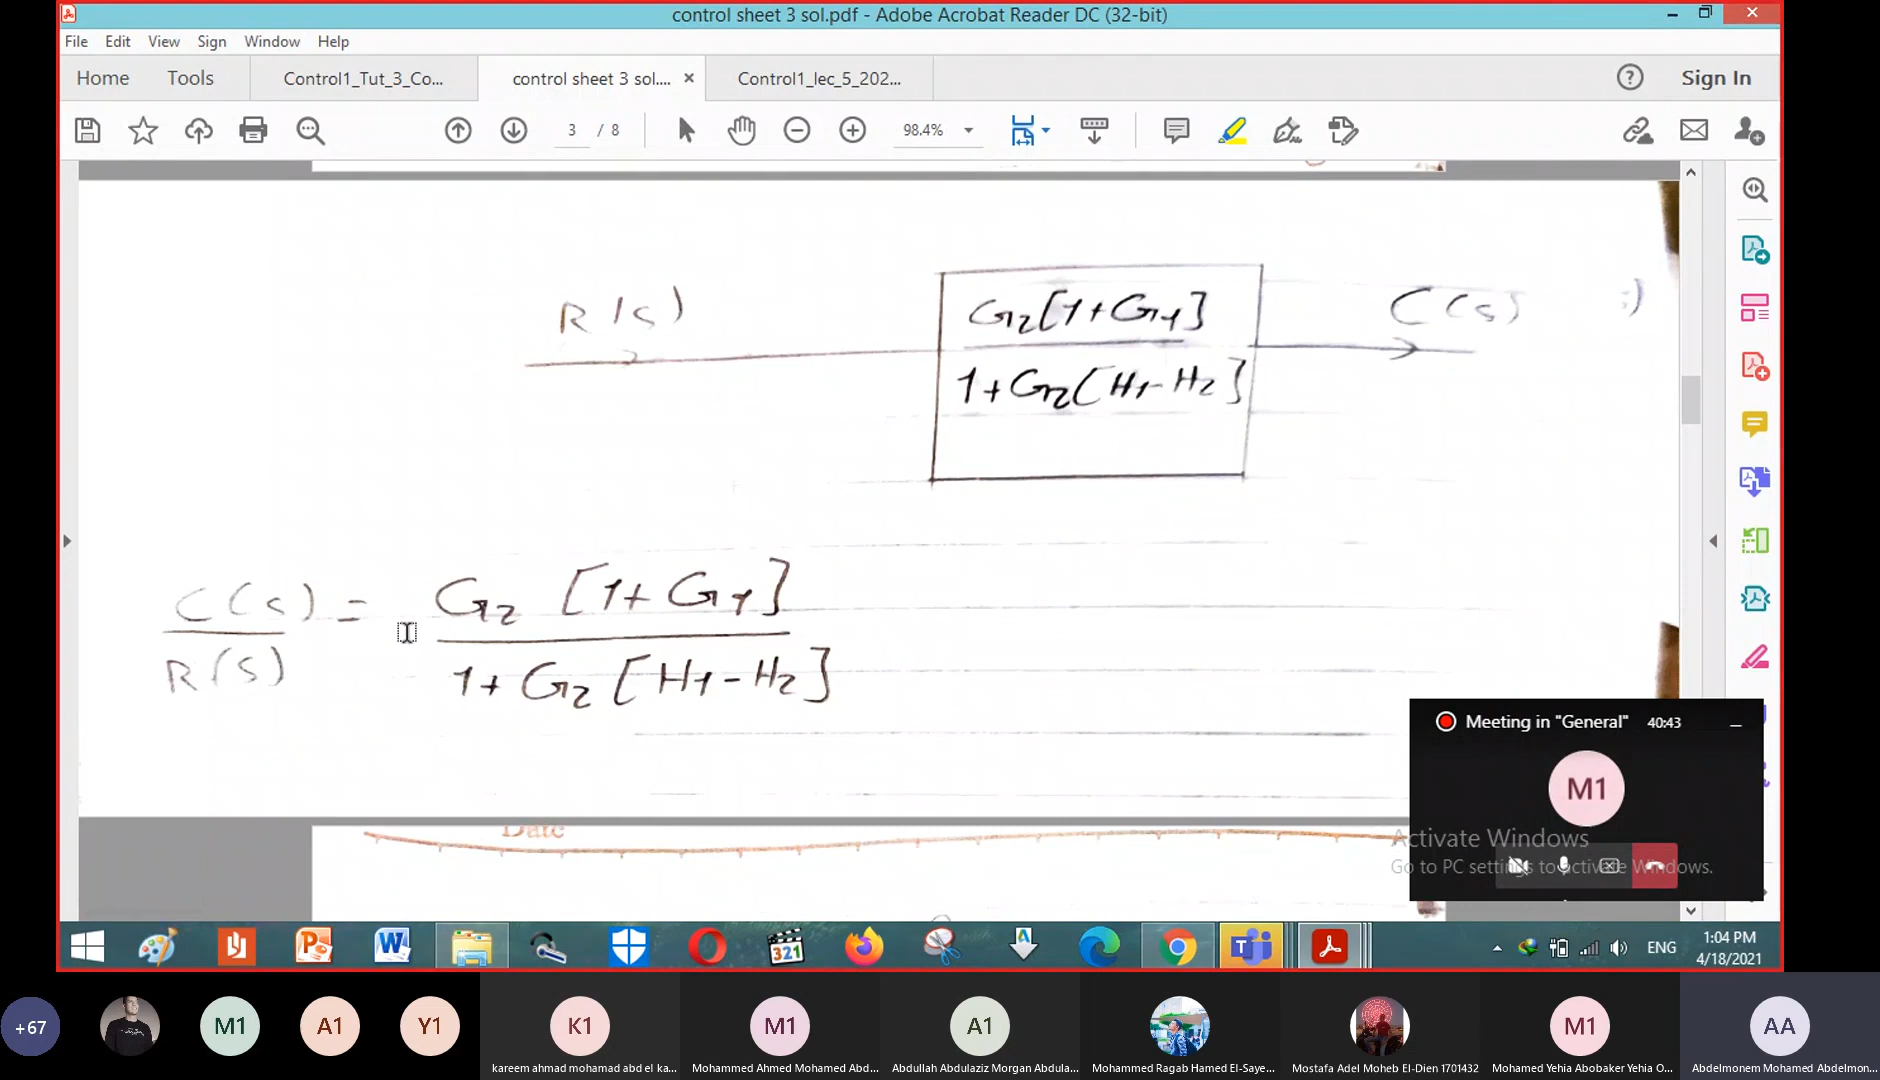 control sheet 3 sol.pdf - Adobe Acrobat Reader DC (32-bit)
File Edit View Sign Window Help
Home Tools Control1_Tut_3_Co... control sheet 3 sol.... × Control1_lec_5_202... Sign In
3 / 8 98.4%
R(s)
G2[1+G1]
1+G2[H1-H2]
C(s)
:)
C(s) = G2 [1+G1]
R(s) 1+G2 [H1-H2]
Meeting in "General" 40:43
M1
Activate Windows
Go to PC settings to activate Windows.
Date
321
ENG
1:04 PM
4/18/2021
+67 M1 A1 Y1 K1 M1 A1 M1 AA
kareem ahmad mohamad abd el ka... Mohammed Ahmed Mohamed Abd... Abdullah Abdulaziz Morgan Abdula... Mohammed Ragab Hamed El-Saye... Mostafa Adel Moheb El-Dien 1701432 Mohamed Yehia Abobaker Yehia O... Abdelmonem Mohamed Abdelmon...